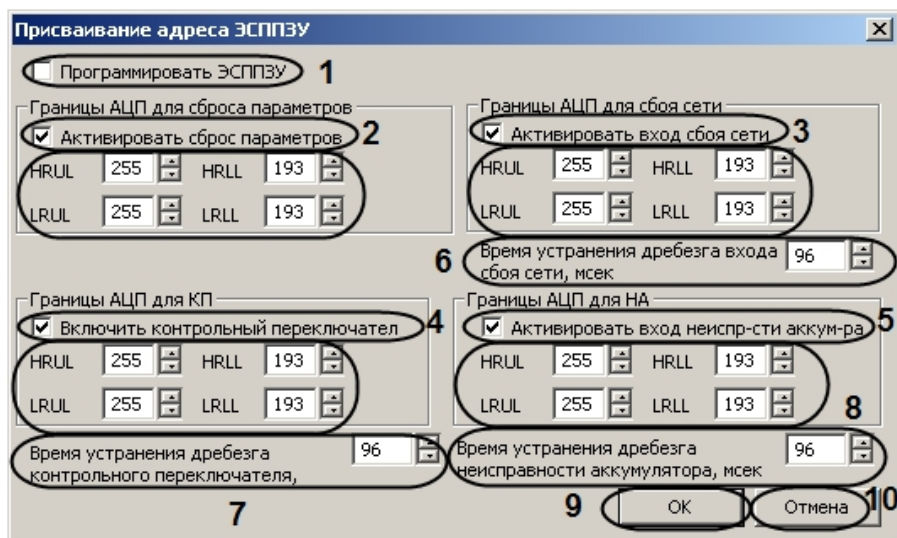 Присваивание адреса ЭСППЗУ
Программировать ЭСППЗУ 1
Границы АЦП для сброса параметров
Активировать сброс параметров 2
HRUL 255 HRLL 193
LRUL 255 LRLL 193
Границы АЦП для сбоя сети
Активировать вход сбоя сети 3
HRUL 255 HRLL 193
LRUL 255 LRLL 193
6 Время устранения дребезга входа 96
сбоя сети, мсек
Границы АЦП для КП
Включить контрольный переключател 4
HRUL 255 HRLL 193
LRUL 255 LRLL 193
Границы АЦП для НА
Активировать вход неиспр-сти аккум-ра 5
HRUL 255 HRLL 193
LRUL 255 LRLL 193 8
Время устранения дребезга 96
контрольного переключателя,
7
Время устранения дребезга 96
неисправности аккумулятора, мсек
9 OK Отмена 10